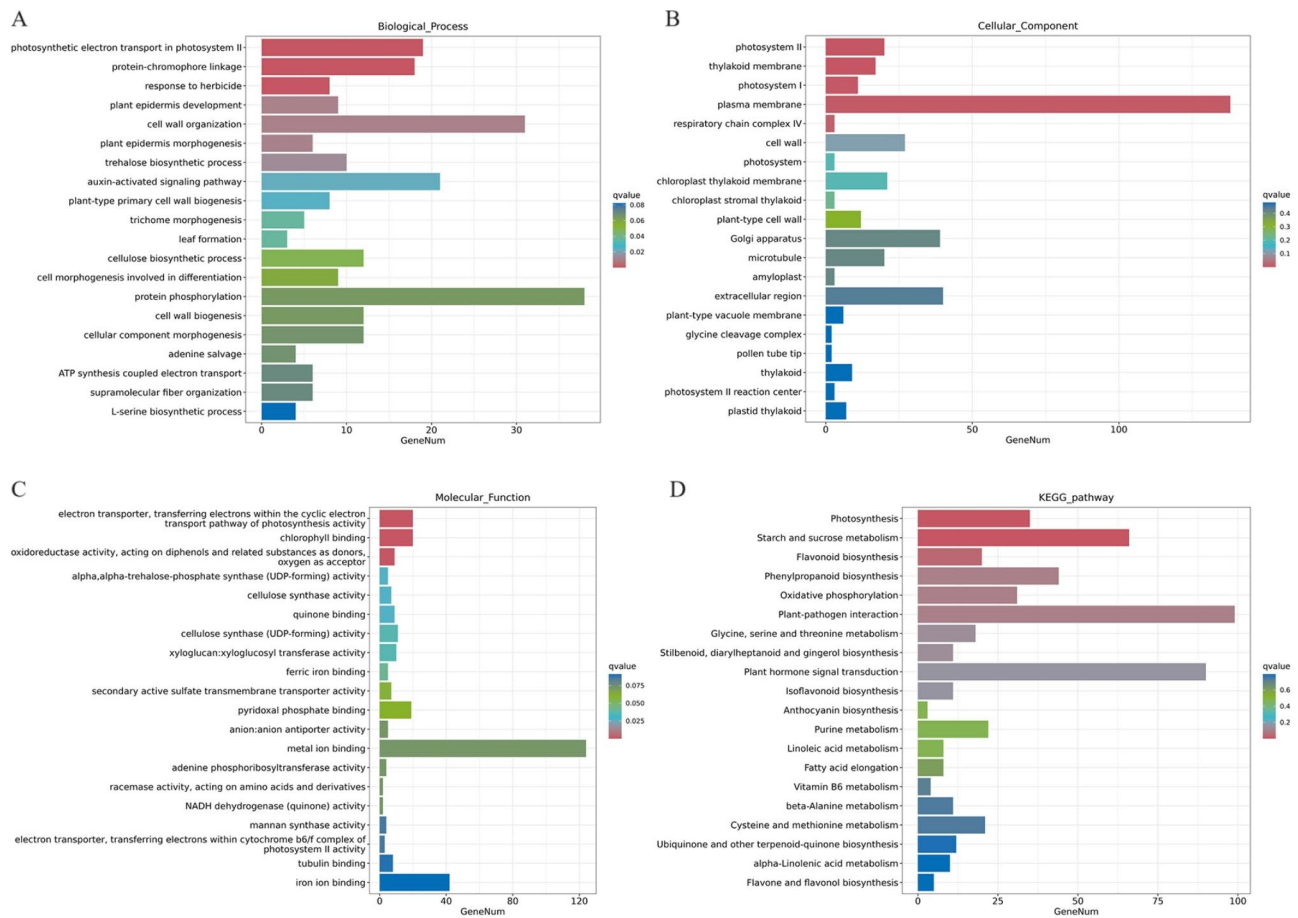 A
Biological_Process
photosynthetic electron transport in photosystem II
protein-chromophore linkage
response to herbicide
plant epidermis development
cell wall organization
plant epidermis morphogenesis
trehalose biosynthetic process
auxin-activated signaling pathway
plant-type primary cell wall biogenesis
trichome morphogenesis
leaf formation
cellulose biosynthetic process
cell morphogenesis involved in differentiation
protein phosphorylation
cell wall biogenesis
cellular component morphogenesis
adenine salvage
ATP synthesis coupled electron transport
supramolecular fiber organization
L-serine biosynthetic process
0 10 20 30
GeneNum
qvalue
0.08
0.06
0.04
0.02
B
Cellular_Component
photosystem II
thylakoid membrane
photosystem I
plasma membrane
respiratory chain complex IV
cell wall
photosystem
chloroplast thylakoid membrane
chloroplast stromal thylakoid
plant-type cell wall
Golgi apparatus
microtubule
amyloplast
extracellular region
plant-type vacuole membrane
glycine cleavage complex
pollen tube tip
thylakoid
photosystem II reaction center
plastid thylakoid
0 50 100
GeneNum
qvalue
0.4
0.3
0.2
0.1
C
Molecular_Function
electron transporter, transferring electrons within the cyclic electron
transport pathway of photosynthesis activity
chlorophyll binding
oxidoreductase activity, acting on diphenols and related substances as donors,
oxygen as acceptor
alpha,alpha-trehalose-phosphate synthase (UDP-forming) activity
cellulose synthase activity
quinone binding
cellulose synthase (UDP-forming) activity
xyloglucan:xyloglucosyl transferase activity
ferric iron binding
secondary active sulfate transmembrane transporter activity
pyridoxal phosphate binding
anion:anion antiporter activity
metal ion binding
adenine phosphoribosyltransferase activity
racemase activity, acting on amino acids and derivatives
NADH dehydrogenase (quinone) activity
mannan synthase activity
electron transporter, transferring electrons within cytochrome b6/f complex of
photosystem II activity
tubulin binding
iron ion binding
0 40 80 120
GeneNum
qvalue
0.075
0.050
0.025
D
KEGG_pathway
Photosynthesis
Starch and sucrose metabolism
Flavonoid biosynthesis
Phenylpropanoid biosynthesis
Oxidative phosphorylation
Plant-pathogen interaction
Glycine, serine and threonine metabolism
Stilbenoid, diarylheptanoid and gingerol biosynthesis
Plant hormone signal transduction
Isoflavonoid biosynthesis
Anthocyanin biosynthesis
Purine metabolism
Linoleic acid metabolism
Fatty acid elongation
Vitamin B6 metabolism
beta-Alanine metabolism
Cysteine and methionine metabolism
Ubiquinone and other terpenoid-quinone biosynthesis
alpha-Linolenic acid metabolism
Flavone and flavonol biosynthesis
0 25 50 75 100
GeneNum
qvalue
0.6
0.4
0.2